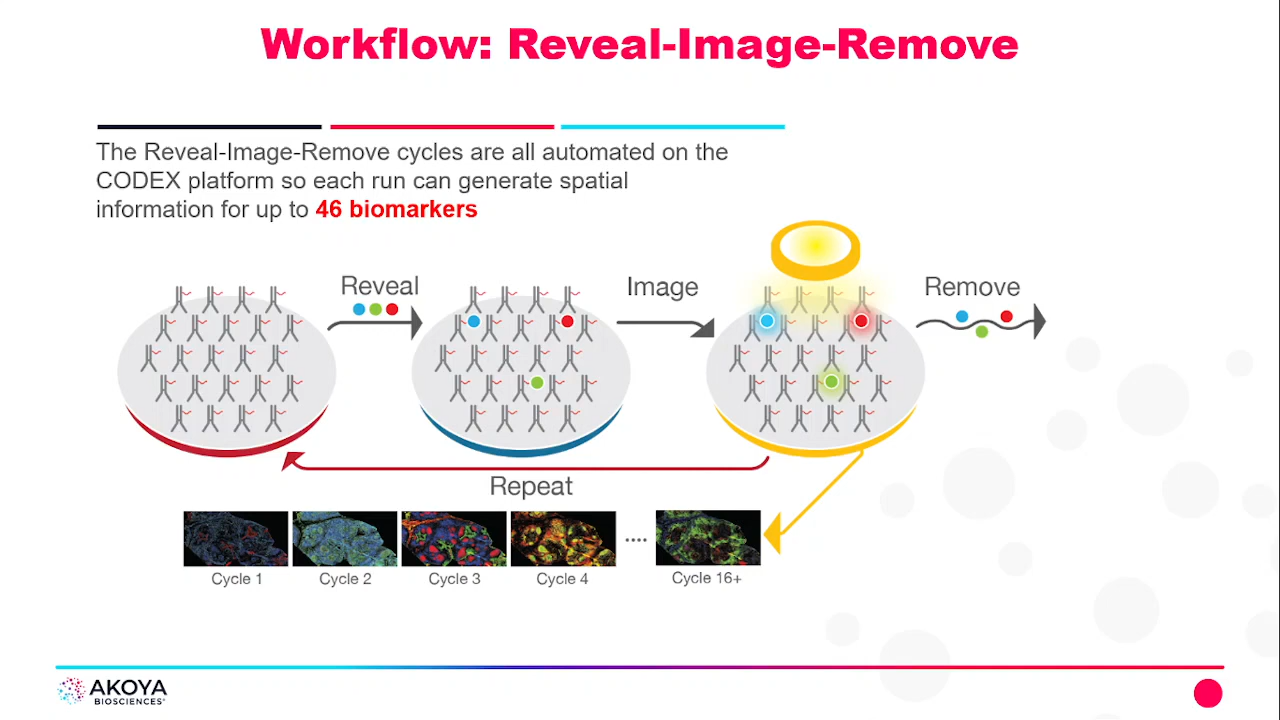 Workflow: Reveal-Image-Remove
The Reveal-Image-Remove cycles are all automated on the
CODEX platform so each run can generate spatial
information for up to 46 biomarkers
Reveal
Image
Remove
Repeat
....
Cycle 1
Cycle 2
Cycle 3
Cycle 4
Cycle 16+
AKOYA
BIOSCIENCES